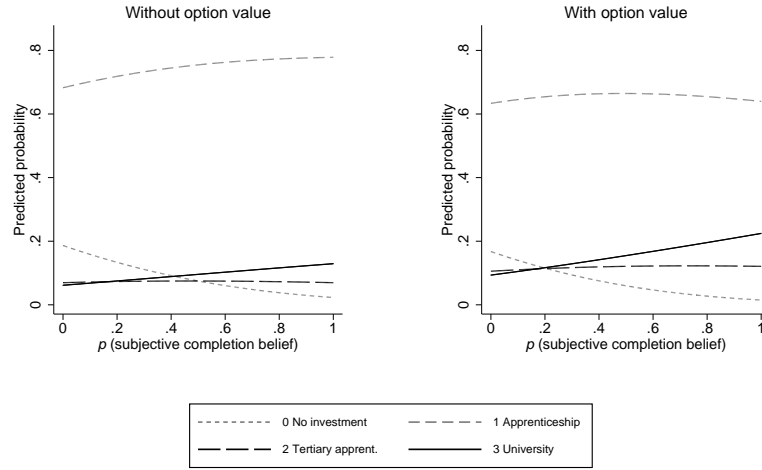 Without option value
Predicted probability
.8
.6
.4
.2
0
0 .2 .4 .6 .8 1
p (subjective completion belief)
With option value
Predicted probability
.8
.6
.4
.2
0
0 .2 .4 .6 .8 1
p (subjective completion belief)
0 No investment 1 Apprenticeship
2 Tertiary apprent. 3 University